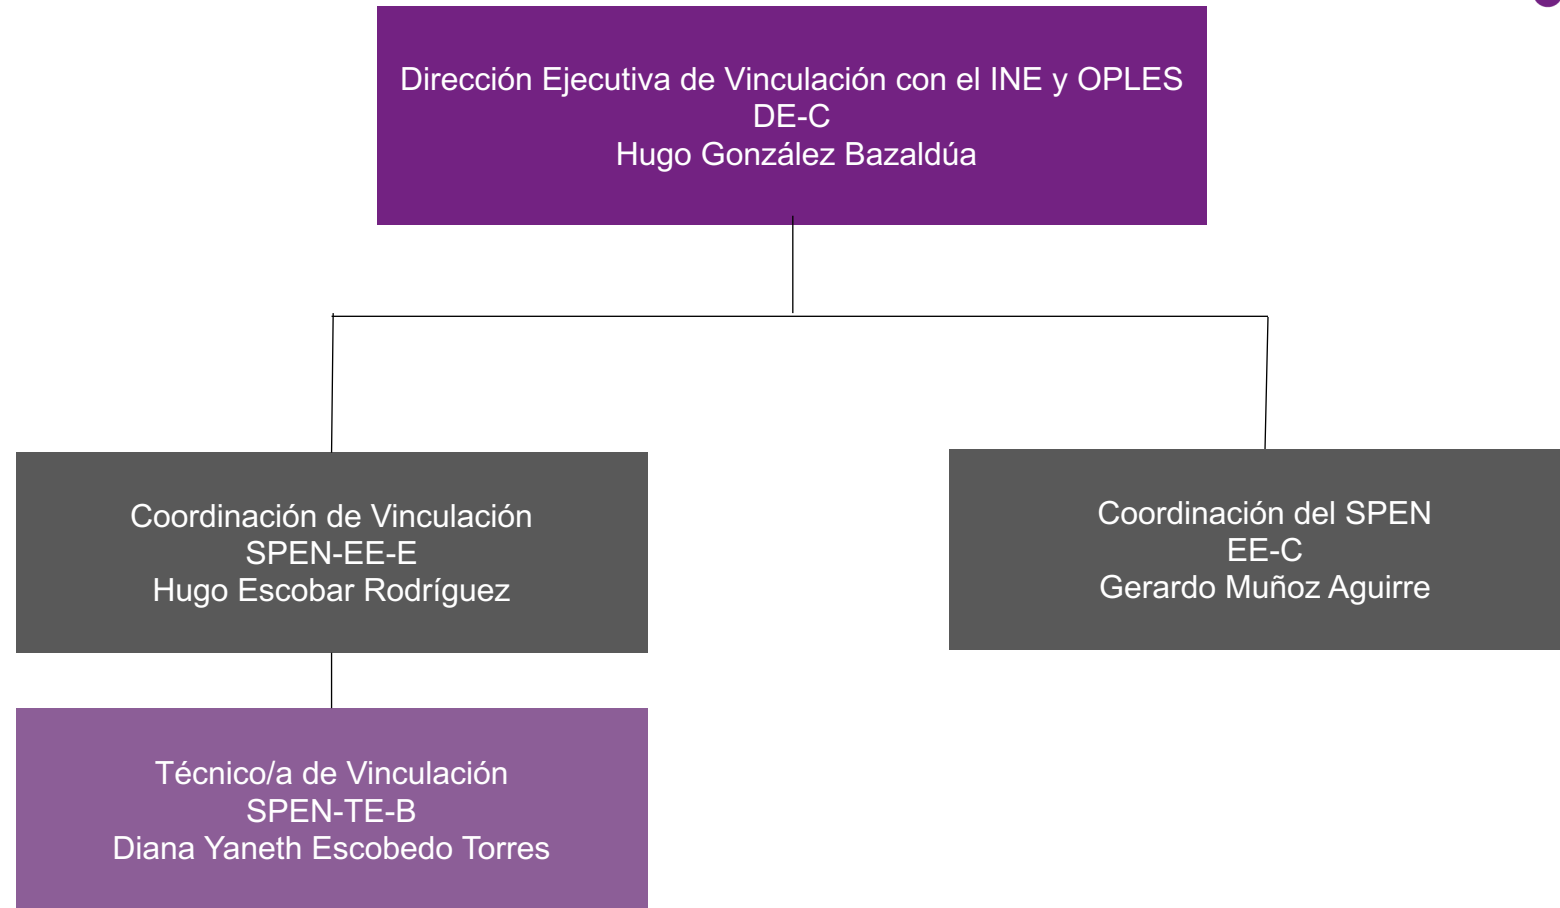 Dirección Ejecutiva de Vinculación con el INE y OPLES
DE-C
Hugo González Bazaldúa
Coordinación de Vinculación
SPEN-EE-E
Hugo Escobar Rodríguez
Coordinación del SPEN
EE-C
Gerardo Muñoz Aguirre
Técnico/a de Vinculación
SPEN-TE-B
Diana Yaneth Escobedo Torres